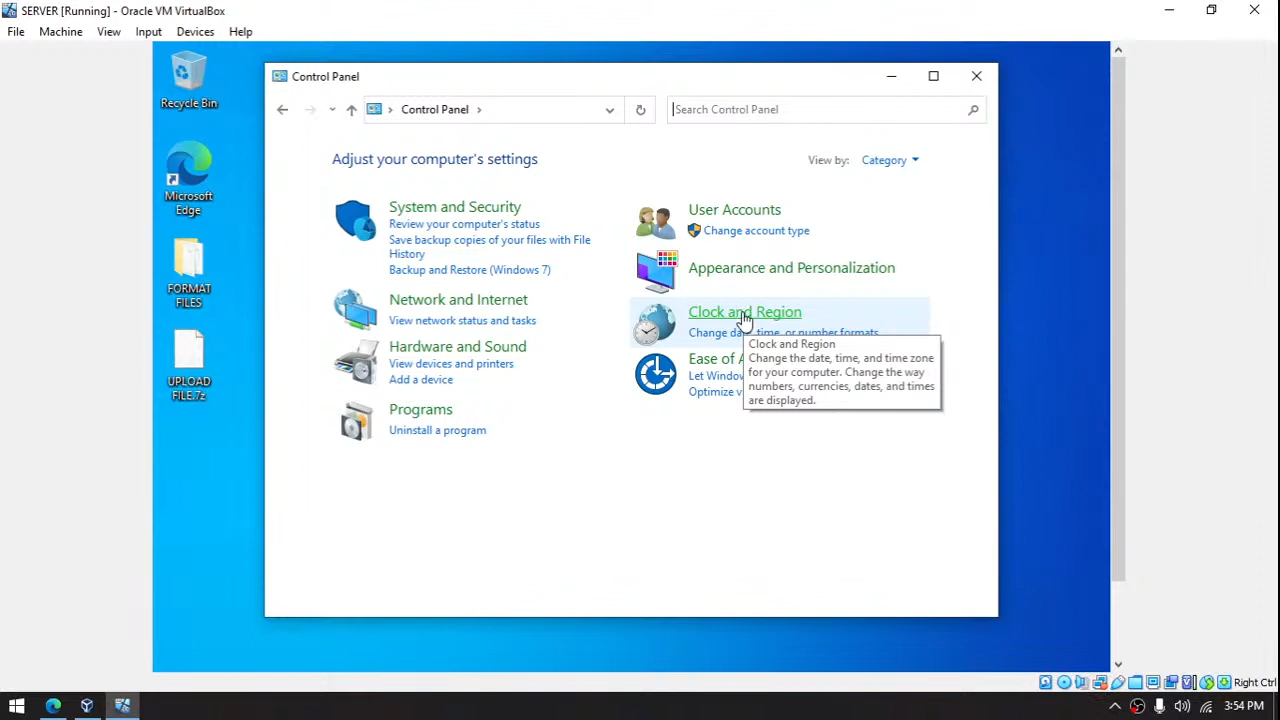 SERVER [Running] - Oracle VM VirtualBox
File Machine View Input Devices Help
Recycle Bin
Microsoft
Edge
FORMAT
FILES
UPLOAD
FILE.7z
Control Panel
Control Panel
Search Control Panel
Adjust your computer's settings
View by: Category
System and Security
Review your computer's status
Save backup copies of your files with File
History
Backup and Restore (Windows 7)
Network and Internet
View network status and tasks
Hardware and Sound
View devices and printers
Add a device
Programs
Uninstall a program
User Accounts
Change account type
Appearance and Personalization
Clock and Region
Change date, time, or number formats
Ease of A
Let Window
Optimize v
Clock and Region
Change the date, time, and time zone
for your computer. Change the way
numbers, currencies, dates, and times
are displayed.
Right Ctrl
3:54 PM